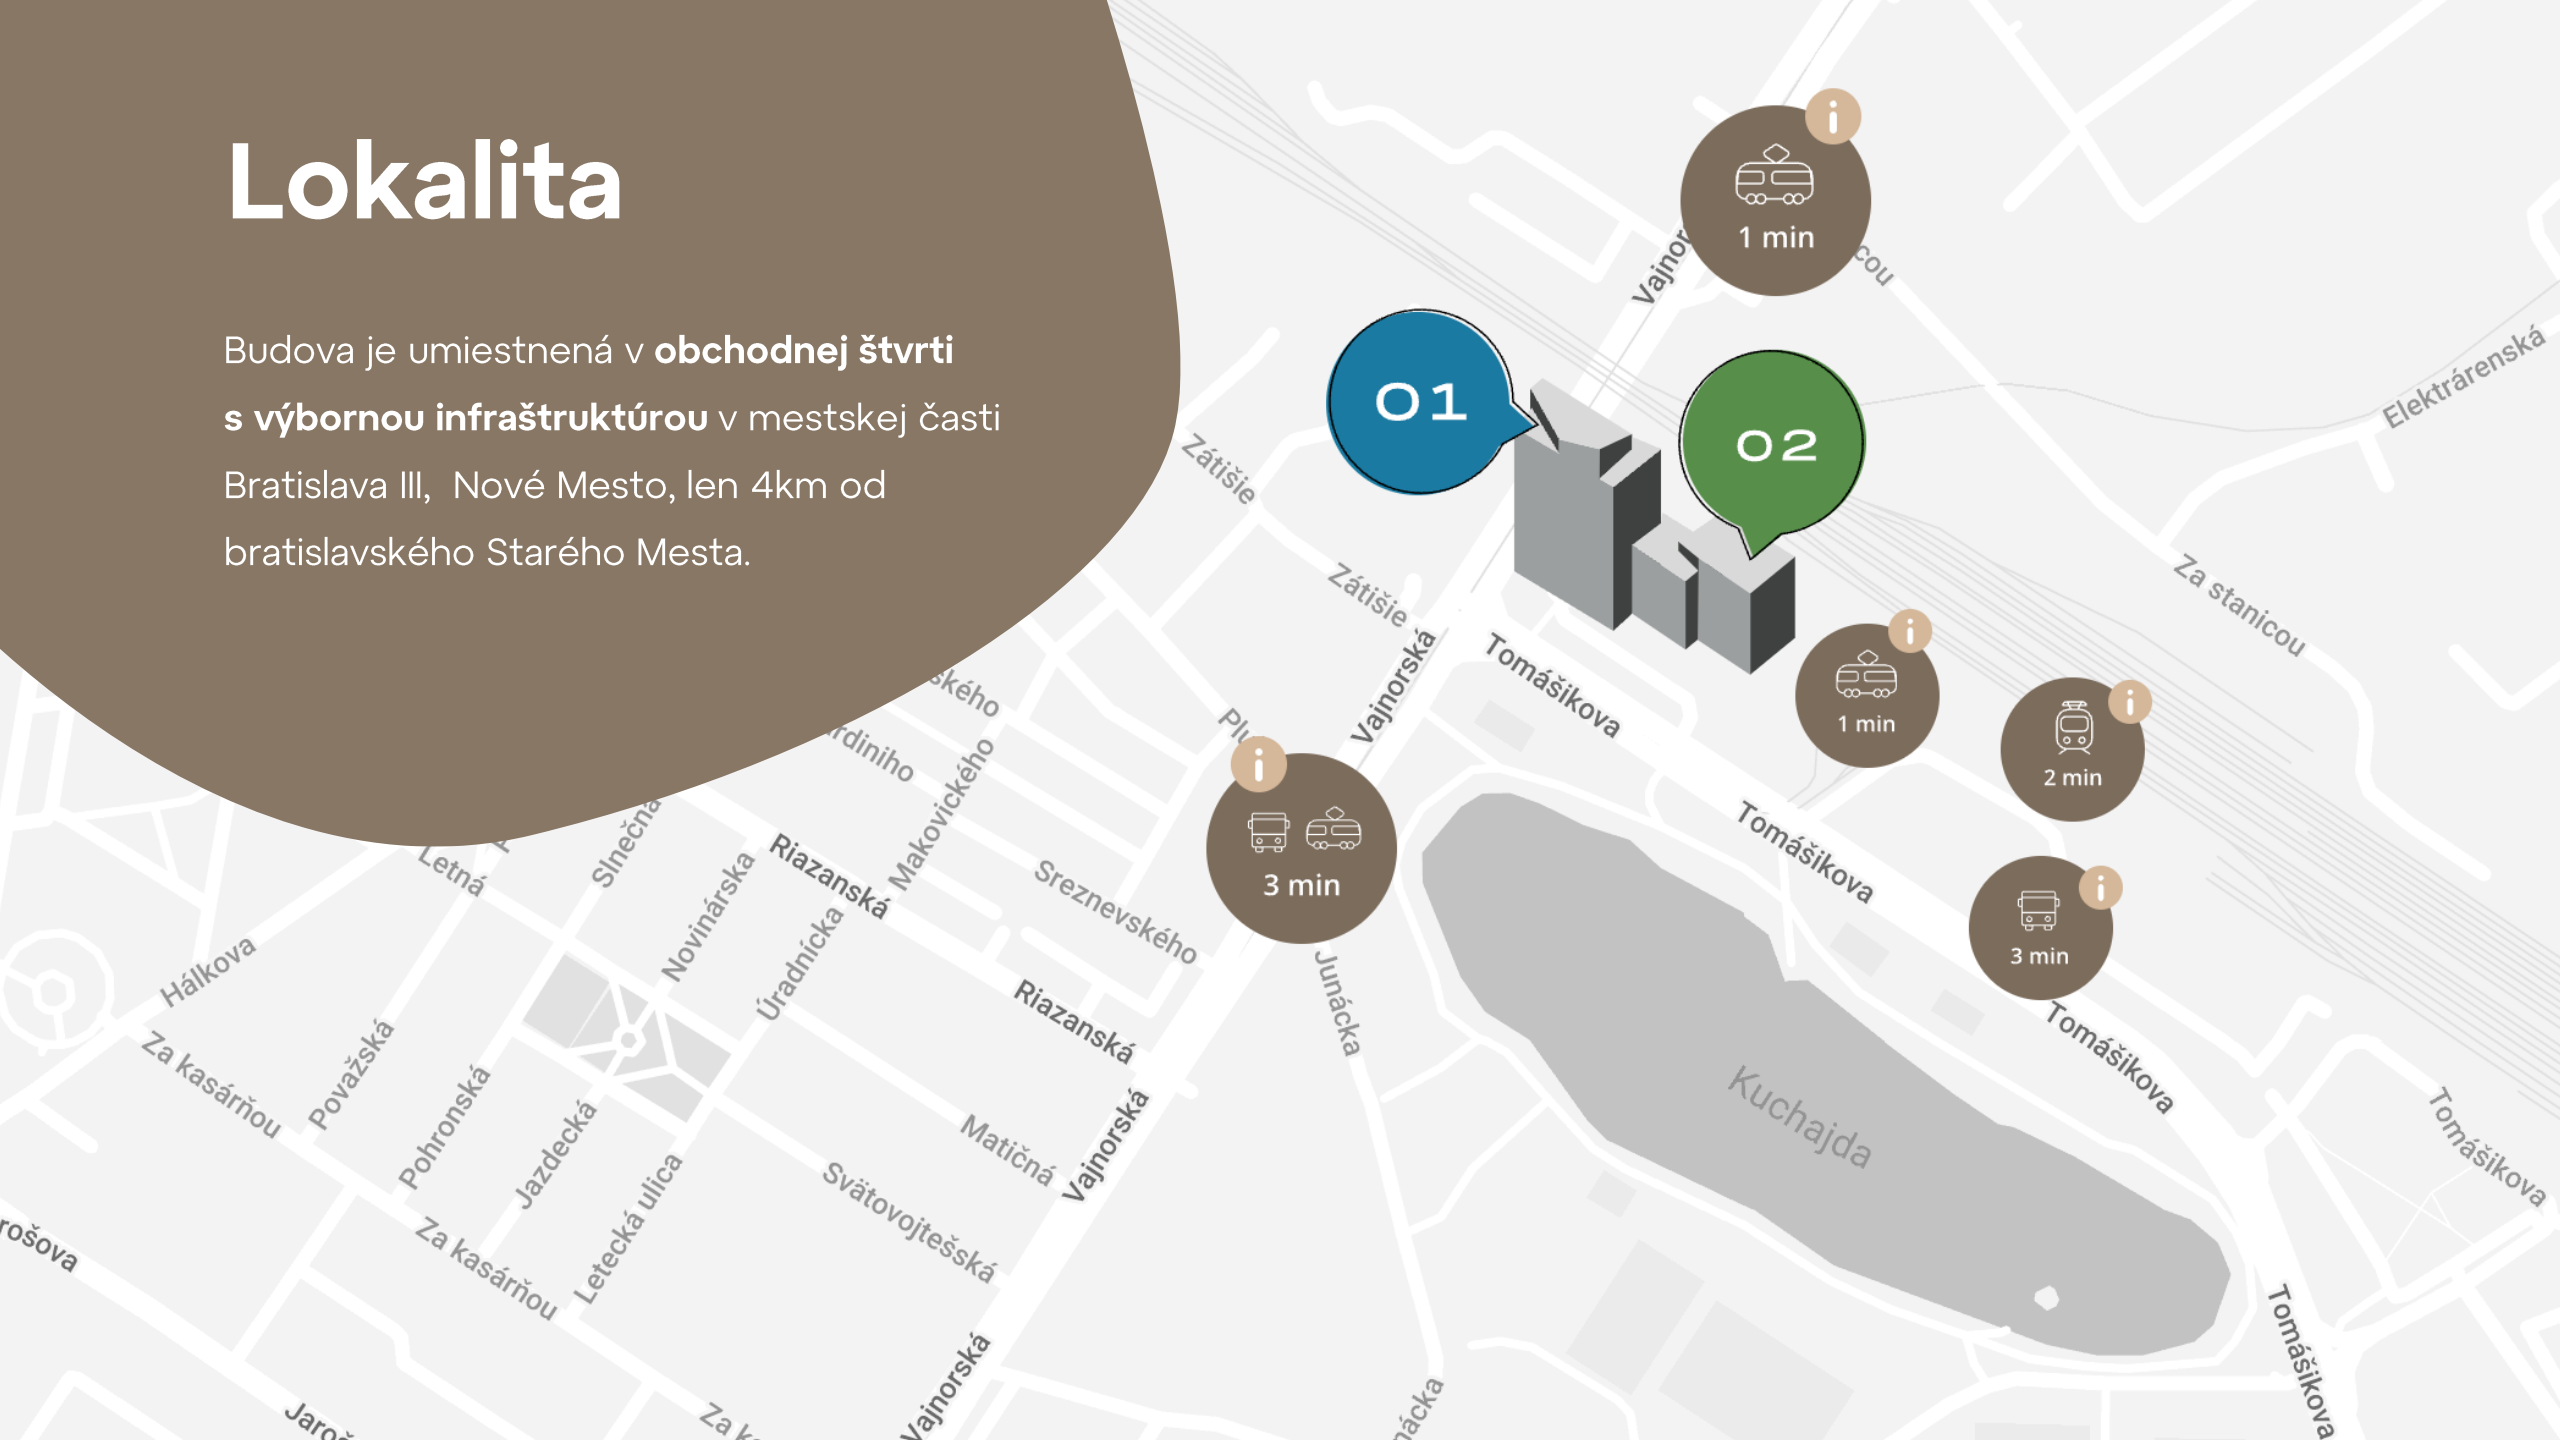 Lokalita
Budova je umiestnená v obchodnej štvrti
s výbornou infraštruktúrou v mestskej časti
Bratislava III,  Nové Mesto, len 4km od
bratislavského Starého Mesta.
i
1 min
01
02
i
1 min
i
2 min
i
3 min
i
3 min
Elektrárenská
Zátišie
Zátišie
Za stanicou
Vajnorská
Tomášikova
Tomášikova
Tomášikova
Tomášikova
Tomášikova
Slnečná
Makovického
Letná
Riazanská
Novinárska
Úradnícka
Sreznevského
Hálkova
Riazanská
Junácka
Za kasárňou
Považská
Pohronská
Jazdecká
Letecká ulica
Matičná
Vajnorská
Kuchajda
Svätovojtešská
Za kasárňou
Vajnorská